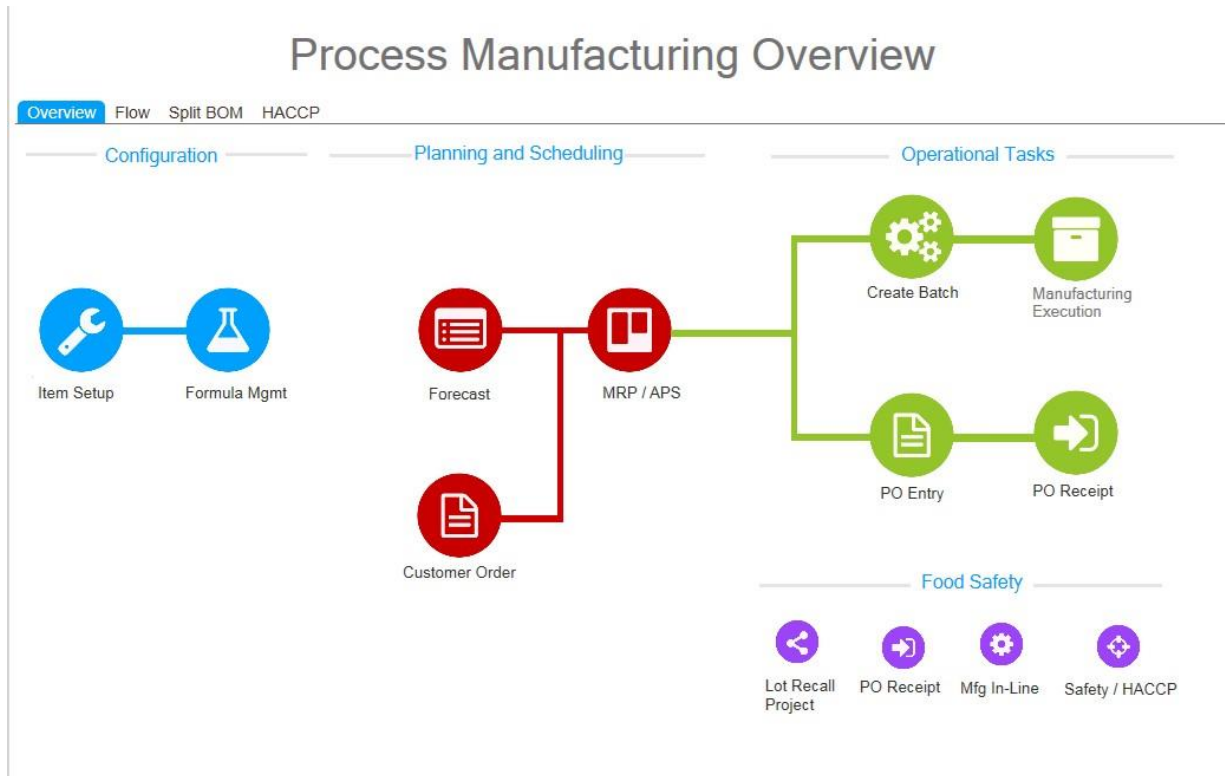 Process Manufacturing Overview
Overview Flow Split BOM HACCP
Configuration
Planning and Scheduling
Operational Tasks
Item Setup
Formula Mgmt
Forecast
MRP / APS
Customer Order
Create Batch
Manufacturing
Execution
PO Entry
PO Receipt
Food Safety
Lot Recall
Project
PO Receipt
Mfg In-Line
Safety / HACCP